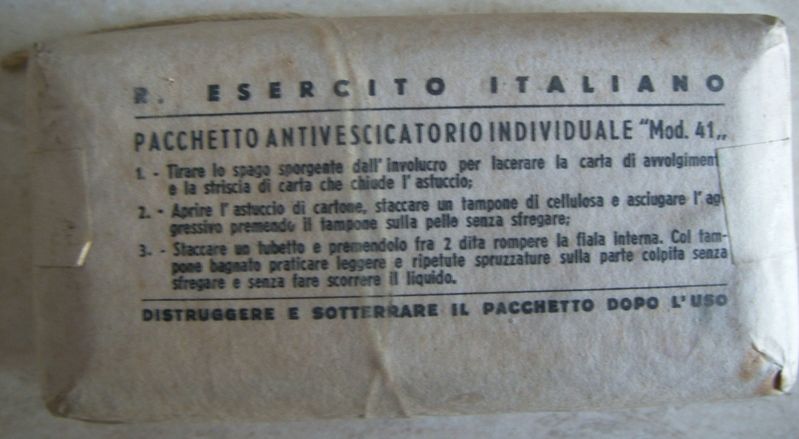 R. ESERCITO ITALIANO
PACCHETTO ANTIVESCICATORIO INDIVIDUALE "Mod. 41„
1. - Tirare lo spago sporgente dall'involucro per lacerare la carta di avvolgiment
e la striscia di carta che chiude l'astuccio;
2. - Aprire l'astuccio di cartone, staccare un tampone di cellulosa e asciugare l'ag-
gressivo premendo il tampone sulla pelle senza sfregare;
3. - Staccare un tubetto e premendolo fra 2 dita rompere la fiala interna. Col tam-
pone bagnato praticare leggere e ripetute spruzzature sulla parte colpita senza
sfregare e senza fare scorrere il liquido.
DISTRUGGERE E SOTTERRARE IL PACCHETTO DOPO L'USO